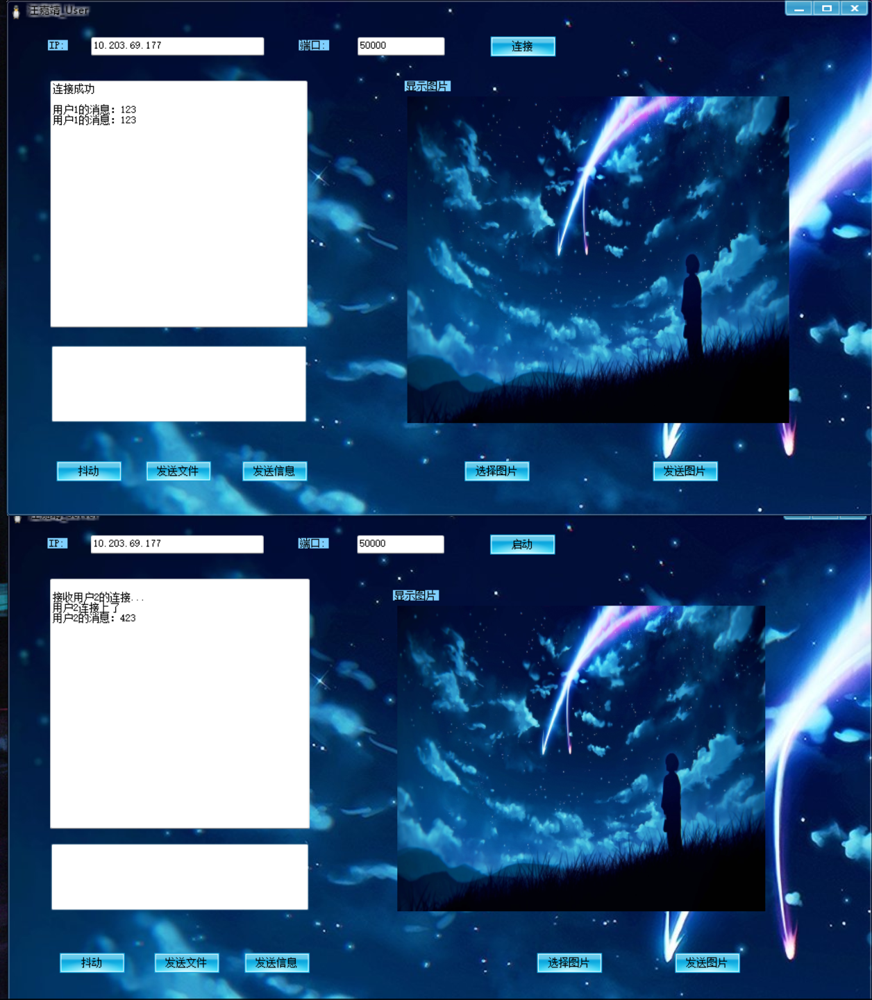 王嘉靖_User
IP: 10.203.69.177 端口: 50000 连接
连接成功
显示图片
用户1的消息: 123
用户1的消息: 123
抖动 发送文件 发送信息 选择图片 发送图片
IP: 10.203.69.177 端口: 50000 启动
接收用户2的连接...
显示图片
用户2连接上了
用户2的消息: 423
抖动 发送文件 发送信息 选择图片 发送图片